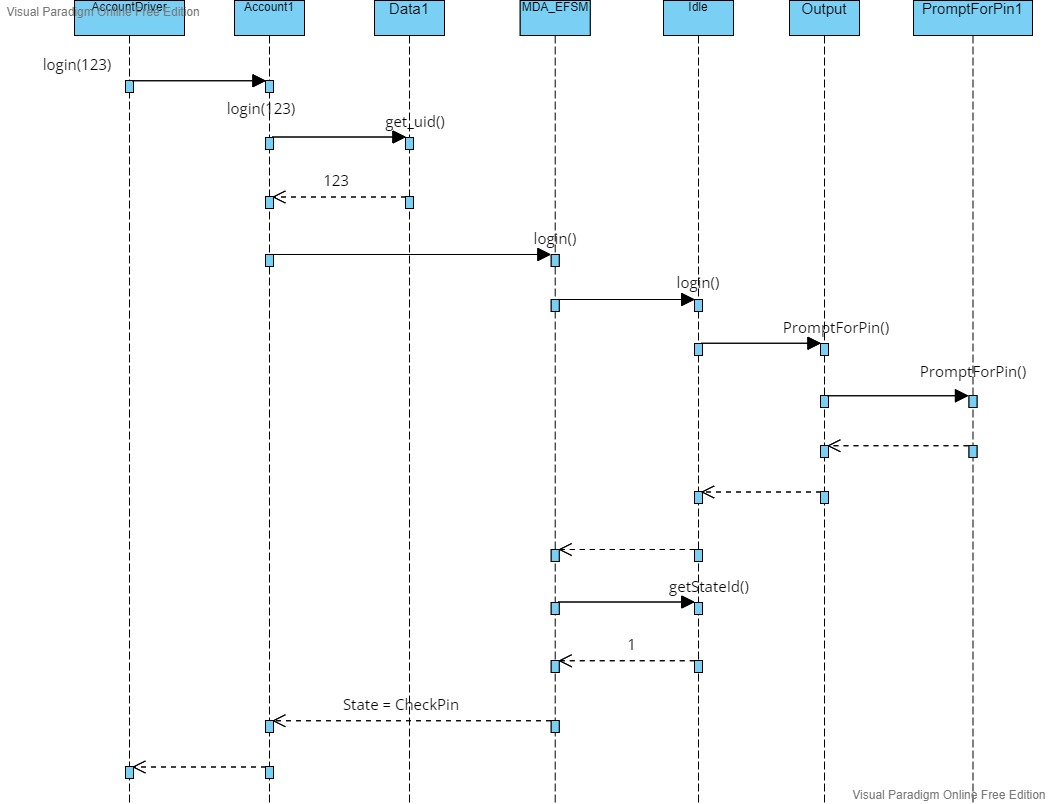 Visual Paradigm Online Free Edition
AccountDriver
Account1
Data1
MDA_EFSM
Idle
Output
PromptForPin1
login(123)
login(123)
get_uid()
123
login()
login()
PromptForPin()
PromptForPin()
getStateId()
1
State = CheckPin
Visual Paradigm Online Free Edition